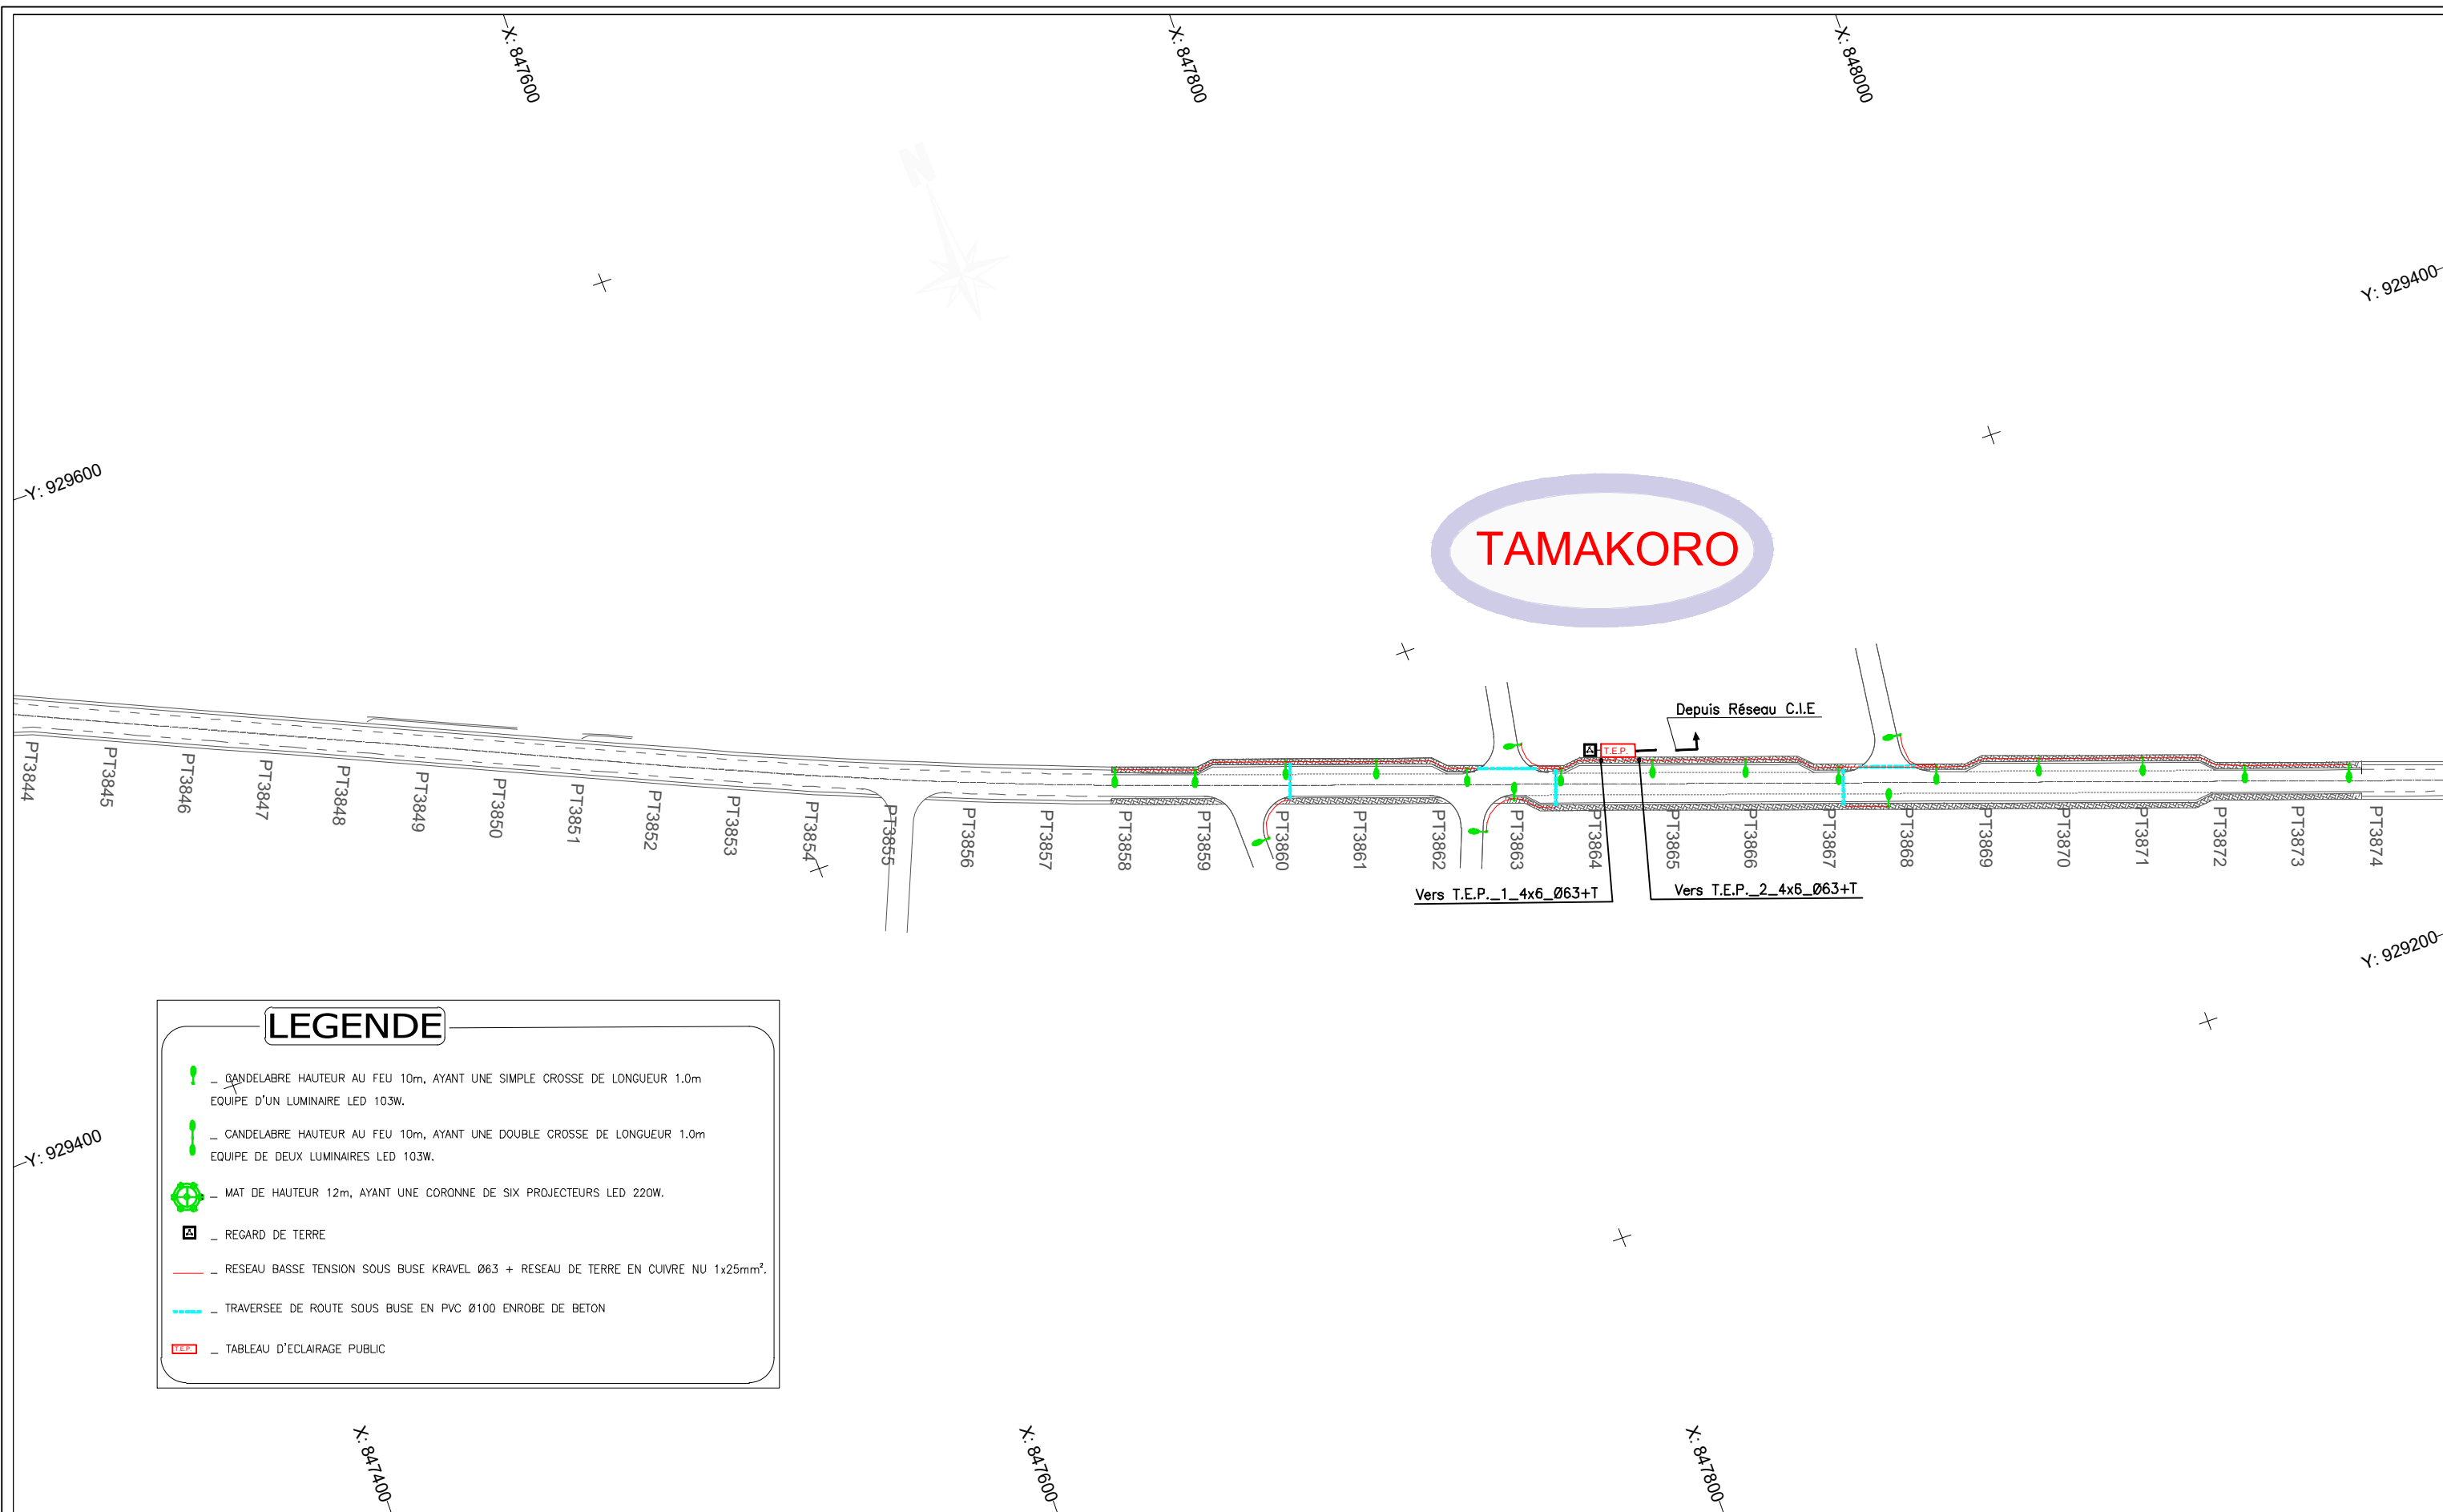 X: 847600
X: 847800
X: 848000
N
Y: 929400
Y: 929600
TAMAKORO
Depuis Réseau C.I.E
T.E.P.
PT3844
PT3845
PT3846
PT3847
PT3848
PT3849
PT3850
PT3851
PT3852
PT3853
PT3854
PT3855
PT3856
PT3857
PT3858
PT3859
PT3860
PT3861
PT3862
PT3863
PT3864
PT3865
PT3866
PT3867
PT3868
PT3869
PT3870
PT3871
PT3872
PT3873
PT3874
Vers T.E.P._1_4x6_Ø63+T
Vers T.E.P._2_4x6_Ø63+T
Y: 929200
LEGENDE
_ CANDELABRE HAUTEUR AU FEU 10m, AYANT UNE SIMPLE CROSSE DE LONGUEUR 1.0m
EQUIPE D'UN LUMINAIRE LED 103W.
_ CANDELABRE HAUTEUR AU FEU 10m, AYANT UNE DOUBLE CROSSE DE LONGUEUR 1.0m
EQUIPE DE DEUX LUMINAIRES LED 103W.
_ MAT DE HAUTEUR 12m, AYANT UNE CORONNE DE SIX PROJECTEURS LED 220W.
_ REGARD DE TERRE
_ RESEAU BASSE TENSION SOUS BUSE KRAVEL Ø63 + RESEAU DE TERRE EN CUIVRE NU 1x25mm².
_ TRAVERSEE DE ROUTE SOUS BUSE EN PVC Ø100 ENROBE DE BETON
T.E.P. _ TABLEAU D'ECLAIRAGE PUBLIC
Y: 929400
X: 847400
X: 847600
X: 847800